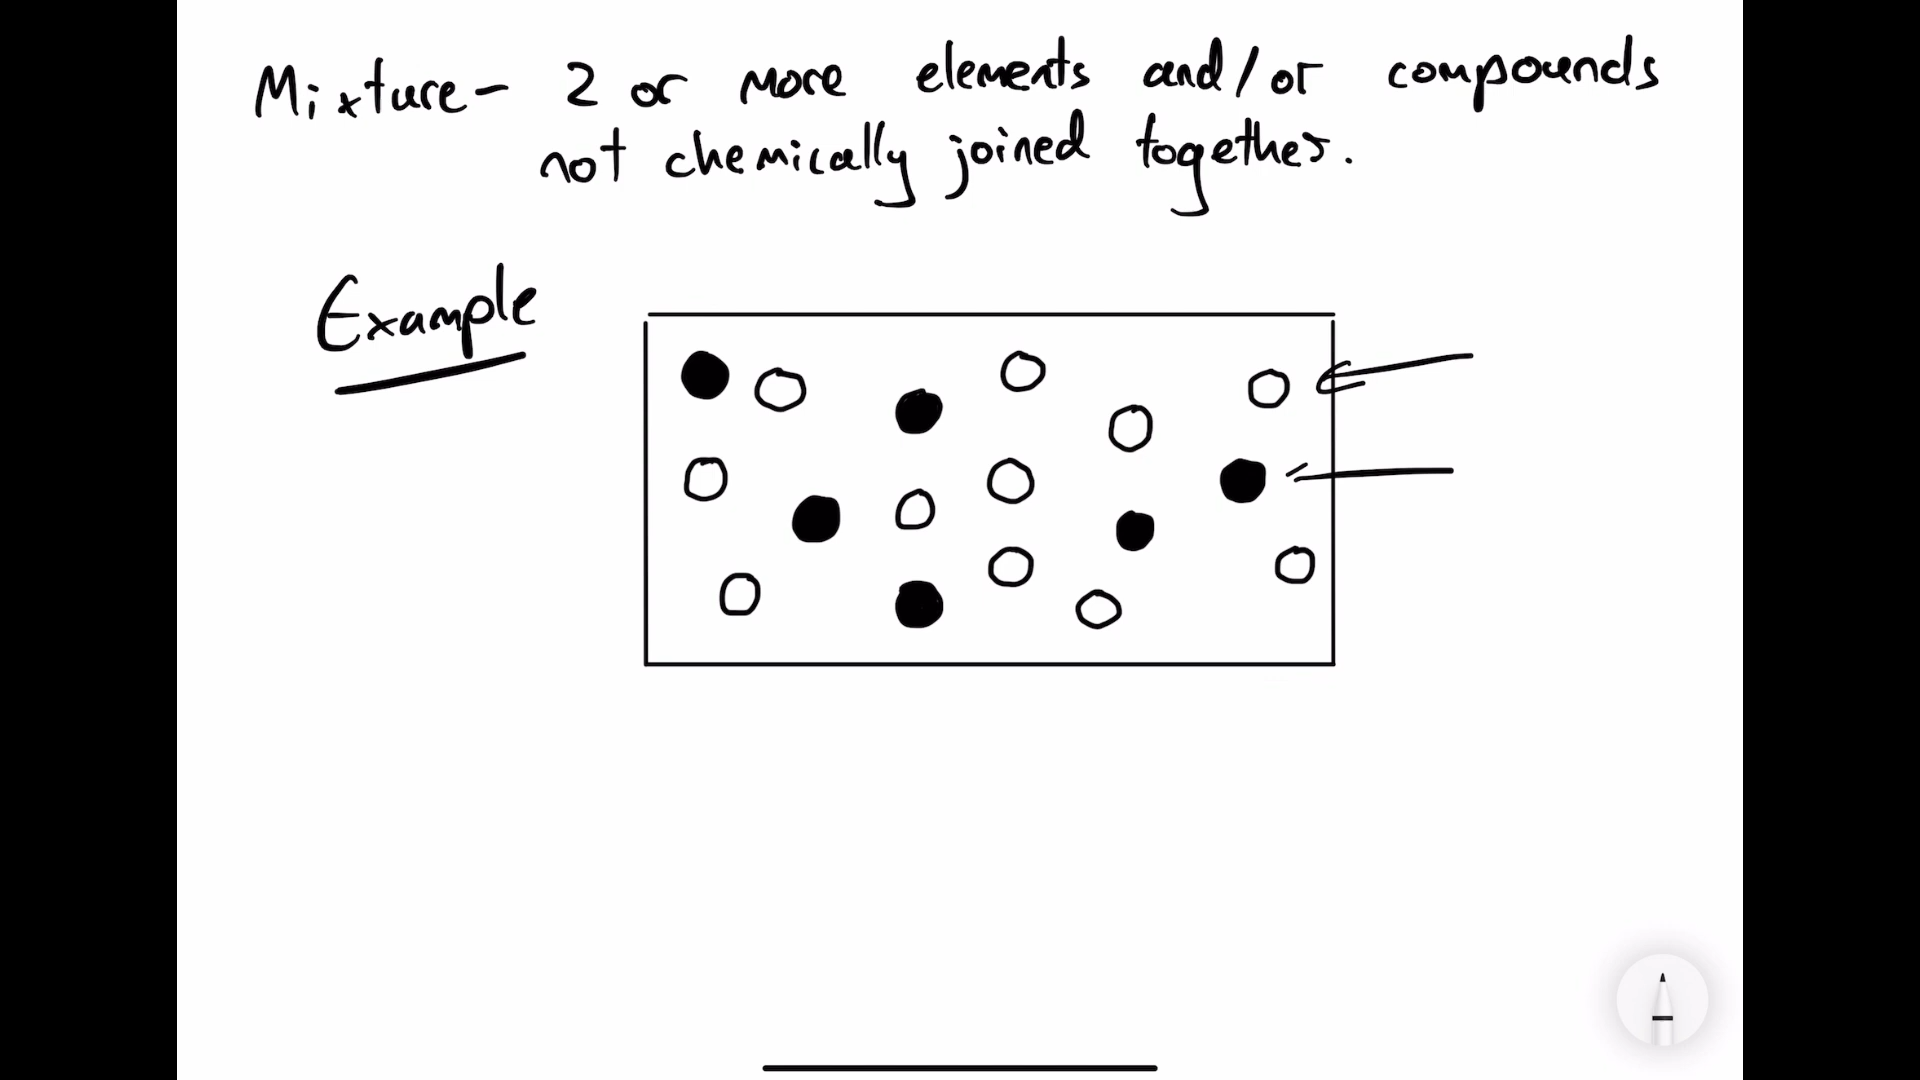 Mixture - 2 or more elements and/or compounds
not chemically joined together.
Example